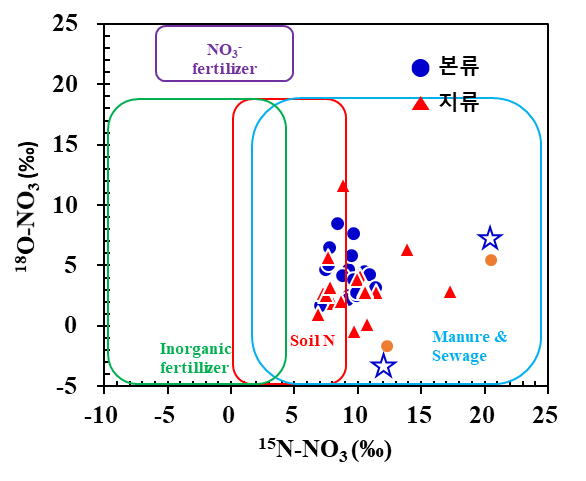 25
20
15
10
5
0
-5
¹⁸O-NO₃ (‰)
NO₃⁻
fertilizer
본류
지류
Inorganic
fertillizer
Soil N
Manure &
Sewage
-10 -5 0 5 10 15 20 25
¹⁵N-NO₃ (‰)